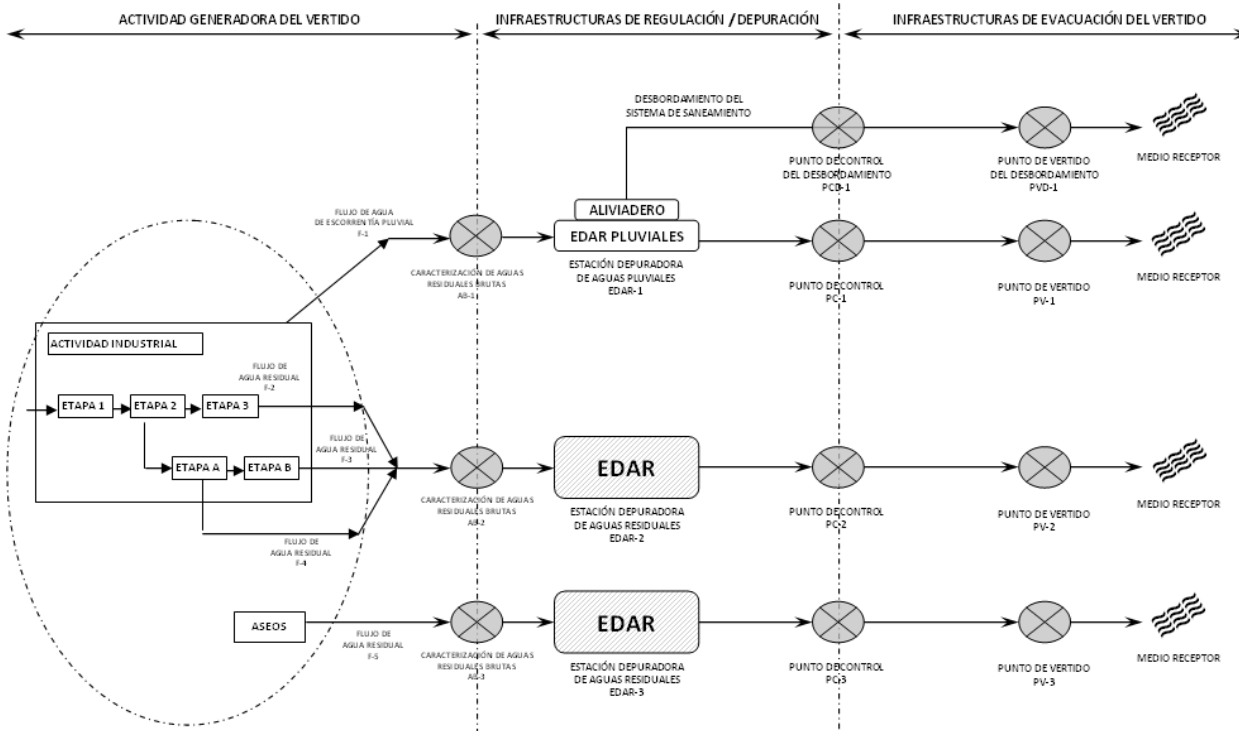 ACTIVIDAD GENERADORA DEL VERTIDO
INFRAESTRUCTURAS DE REGULACIÓN / DEPURACIÓN
INFRAESTRUCTURAS DE EVACUACIÓN DEL VERTIDO
DESBORDAMIENTO DEL
SISTEMA DE SANEAMIENTO
PUNTO DE CONTROL
DEL DESBORDAMIENTO
PCD-1
PUNTO DE VERTIDO
DEL DESBORDAMIENTO
PVD-1
MEDIO RECEPTOR
FLUJO DE AGUA
DE ESCORRENTÍA PLUVIAL
F-1
CARACTERIZACIÓN DE AGUAS
RESIDUALES BRUTAS
AB-1
ALIVIADERO
EDAR PLUVIALES
ESTACIÓN DEPURADORA
DE AGUAS PLUVIALES
EDAR-1
PUNTO DE CONTROL
PC-1
PUNTO DE VERTIDO
PV-1
MEDIO RECEPTOR
ACTIVIDAD INDUSTRIAL
FLUJO DE
AGUA RESIDUAL
F-2
ETAPA 1
ETAPA 2
ETAPA 3
FLUJO DE
AGUA RESIDUAL
F-3
ETAPA A
ETAPA B
FLUJO DE
AGUA RESIDUAL
F-4
CARACTERIZACIÓN DE AGUAS
RESIDUALES BRUTAS
AB-2
EDAR
ESTACIÓN DEPURADORA
DE AGUAS RESIDUALES
EDAR-2
PUNTO DE CONTROL
PC-2
PUNTO DE VERTIDO
PV-2
MEDIO RECEPTOR
ASEOS
FLUJO DE
AGUA RESIDUAL
F-5
CARACTERIZACIÓN DE AGUAS
RESIDUALES BRUTAS
AB-3
EDAR
ESTACIÓN DEPURADORA
DE AGUAS RESIDUALES
EDAR-3
PUNTO DE CONTROL
PC-3
PUNTO DE VERTIDO
PV-3
MEDIO RECEPTOR